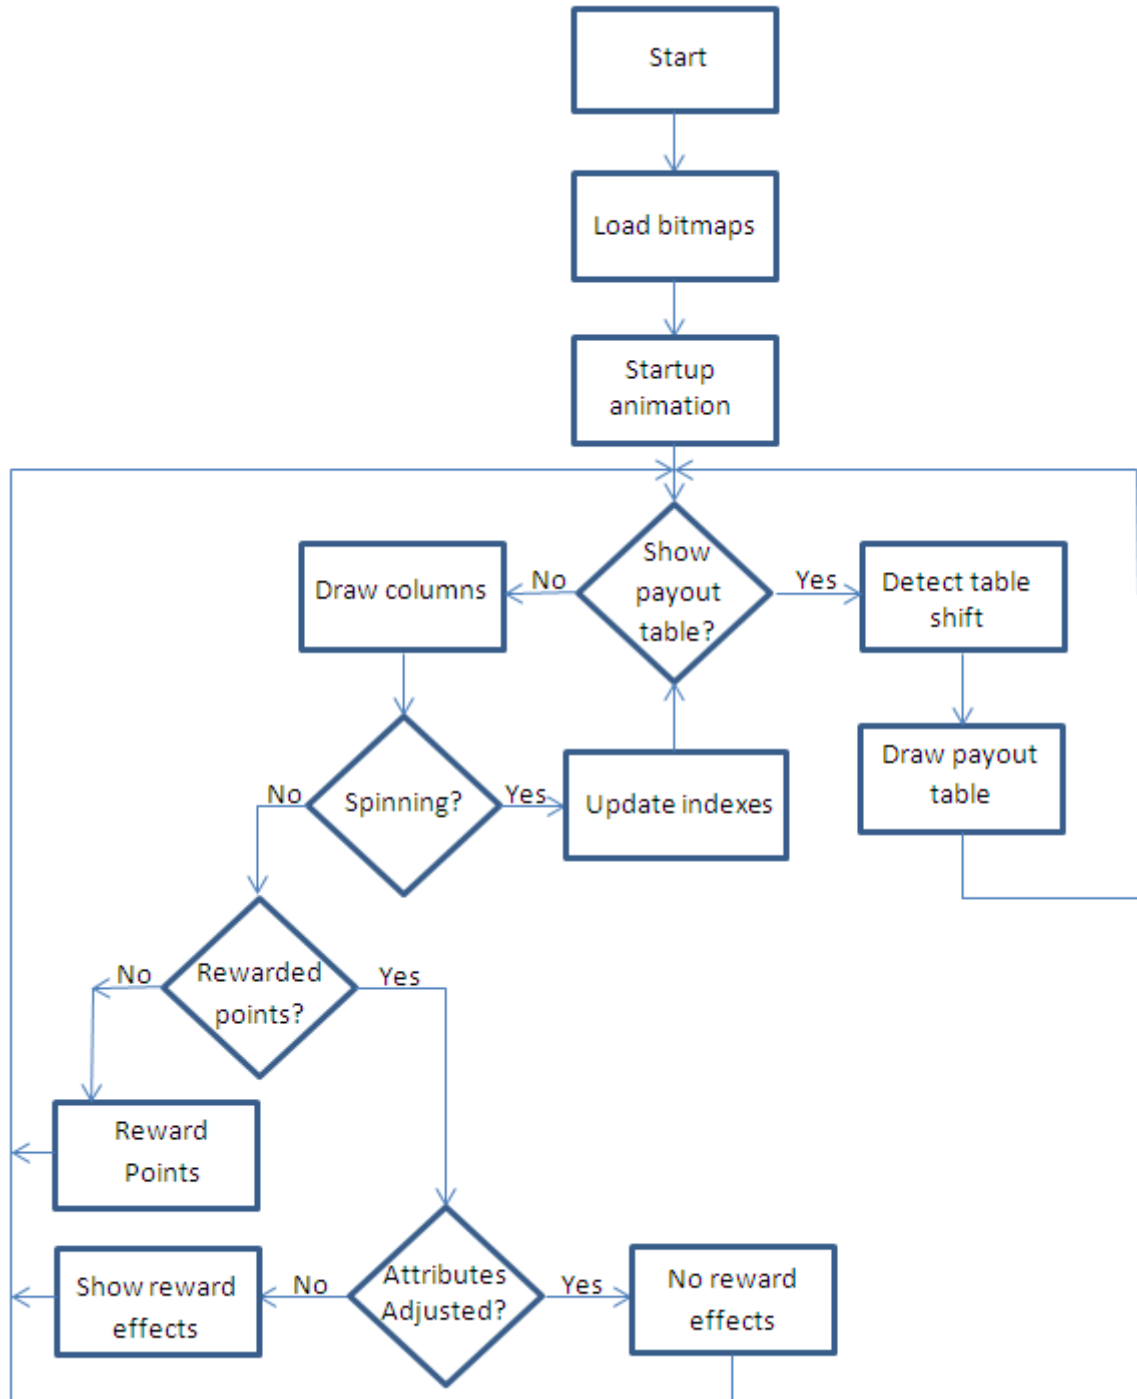 Start
Load bitmaps
Startup
animation
Show
payout
table?
No
Yes
Draw columns
Detect table
shift
Draw payout
table
Spinning?
No
Yes
Update indexes
Rewarded
points?
No
Yes
Reward
Points
Attributes
Adjusted?
No
Yes
Show reward
effects
No reward
effects